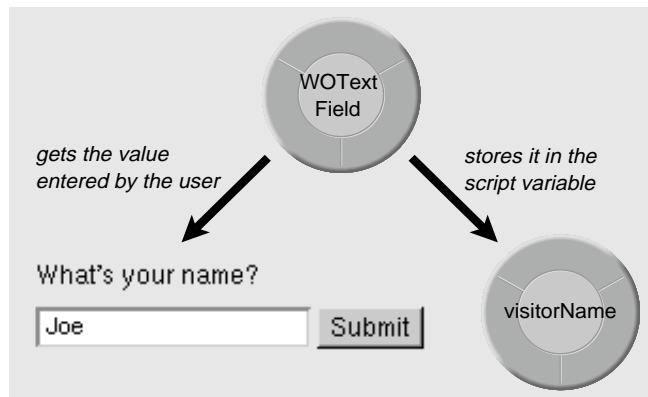 WOText
Field
gets the value
entered by the user
stores it in the
script variable
What's your name?
Joe
Submit
visitorName